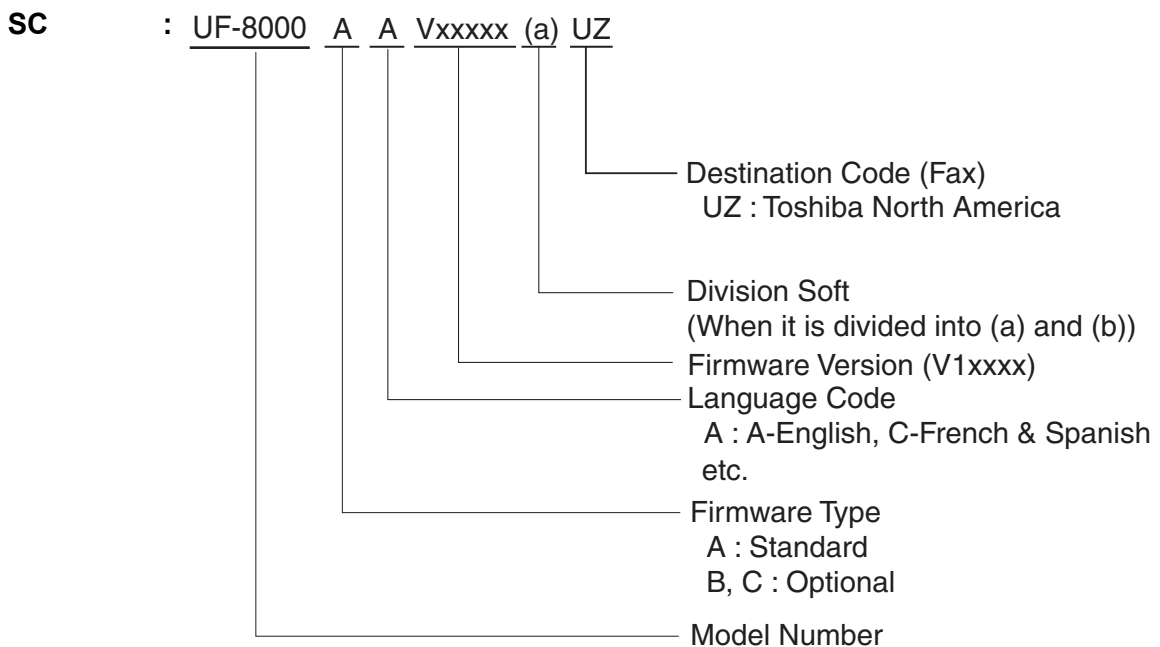 SC : UF-8000 A A Vxxxxx (a) UZ
Destination Code (Fax)
UZ : Toshiba North America
Division Soft
(When it is divided into (a) and (b))
Firmware Version (V1xxxx)
Language Code
A : A-English, C-French & Spanish
etc.
Firmware Type
A : Standard
B, C : Optional
Model Number